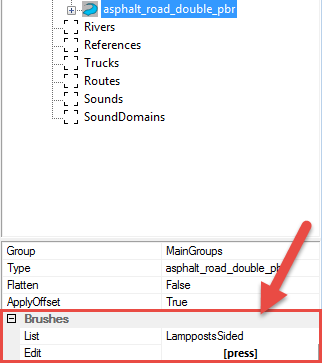 asphalt_road_double_pbr
Rivers
References
Trucks
Routes
Sounds
SoundDomains
Group MainGroups
Type asphalt_road_double_pb
Flatten False
ApplyOffset True
Brushes
List LamppostsSided
Edit [press]